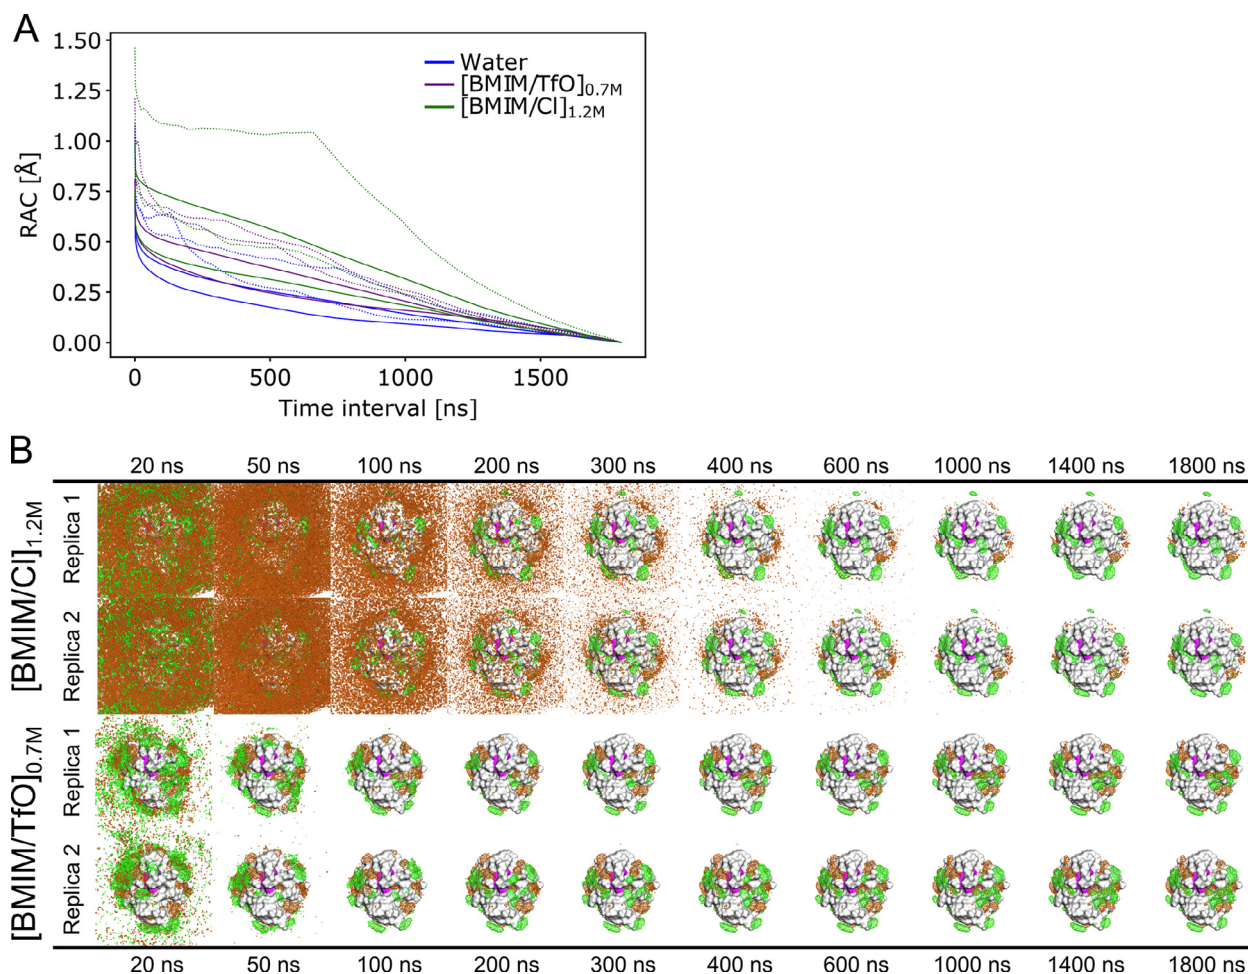 A
1.50
1.25
1.00
0.75
0.50
0.25
0.00
RAC [Å]
Water
[BMIM/TfO]0.7M
[BMIM/Cl]1.2M
0 500 1000 1500
Time interval [ns]
B
20 ns 50 ns 100 ns 200 ns 300 ns 400 ns 600 ns 1000 ns 1400 ns 1800 ns
[BMIM/Cl]1.2M
Replica 1
Replica 2
[BMIM/TfO]0.7M
Replica 1
Replica 2
20 ns 50 ns 100 ns 200 ns 300 ns 400 ns 600 ns 1000 ns 1400 ns 1800 ns